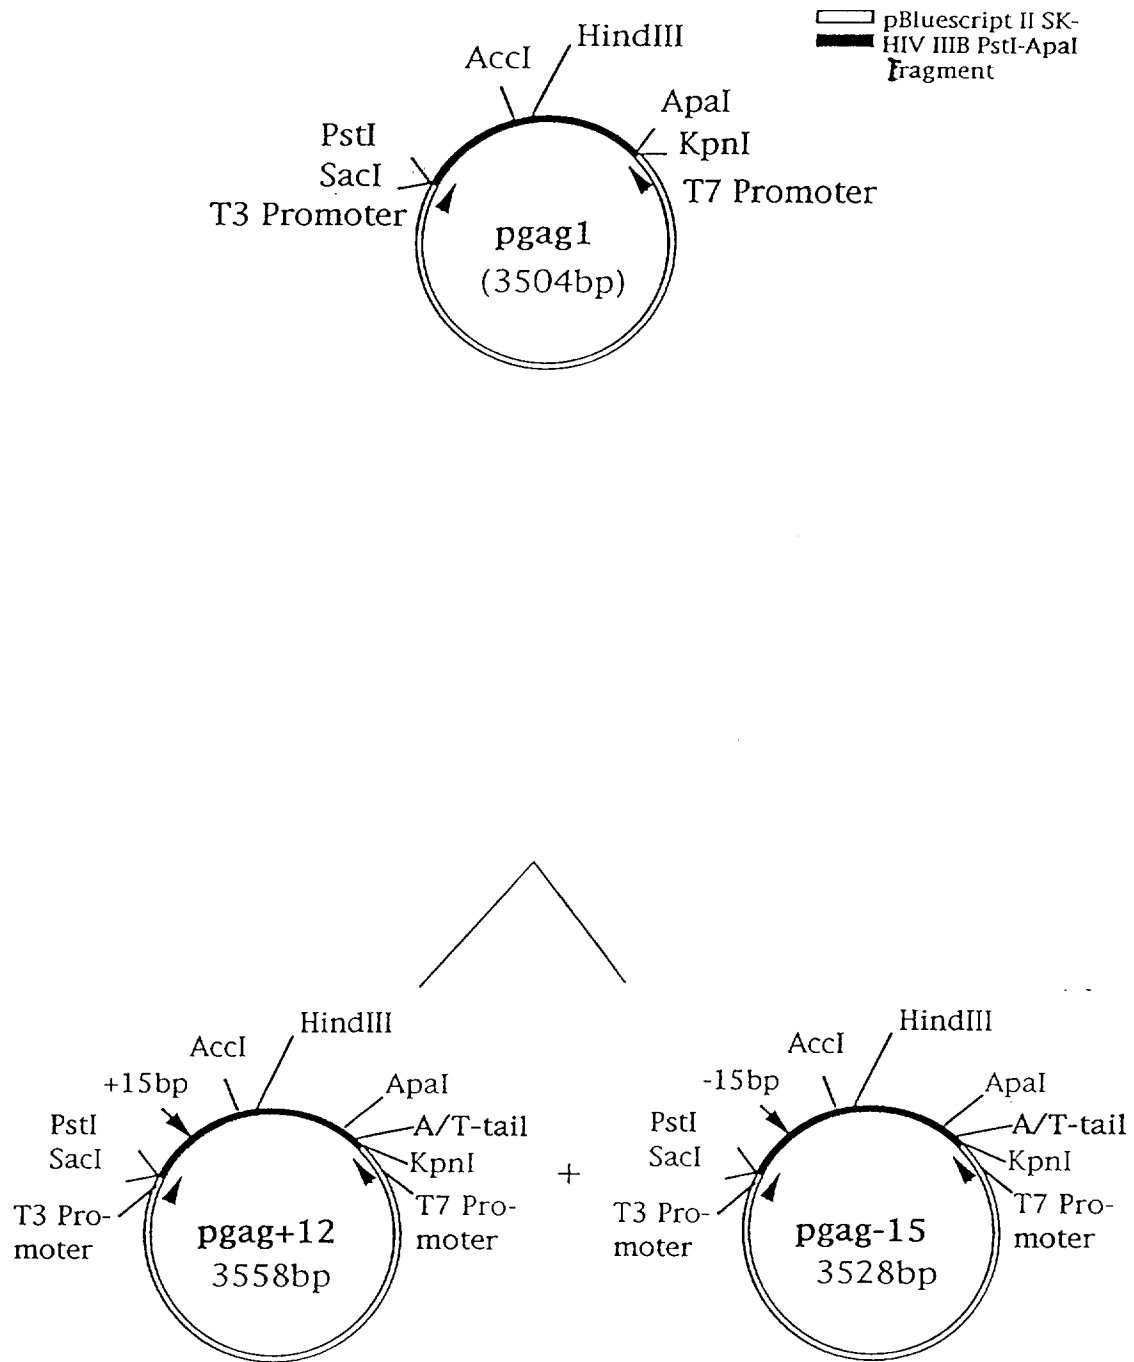 pBluescript II SK-
HIV IIIB PstI-ApaI
fragment
HindIII
AccI
ApaI
KpnI
PstI
SacI
T7 Promoter
T3 Promoter
pgag1
(3504bp)
HindIII
AccI
+15bp
ApaI
PstI
SacI
A/T-tail
KpnI
T3 Pro-
moter
T7 Pro-
moter
pgag+12
3558bp
+
HindIII
AccI
-15bp
ApaI
PstI
SacI
A/T-tail
KpnI
T3 Pro-
moter
T7 Pro-
moter
pgag-15
3528bp